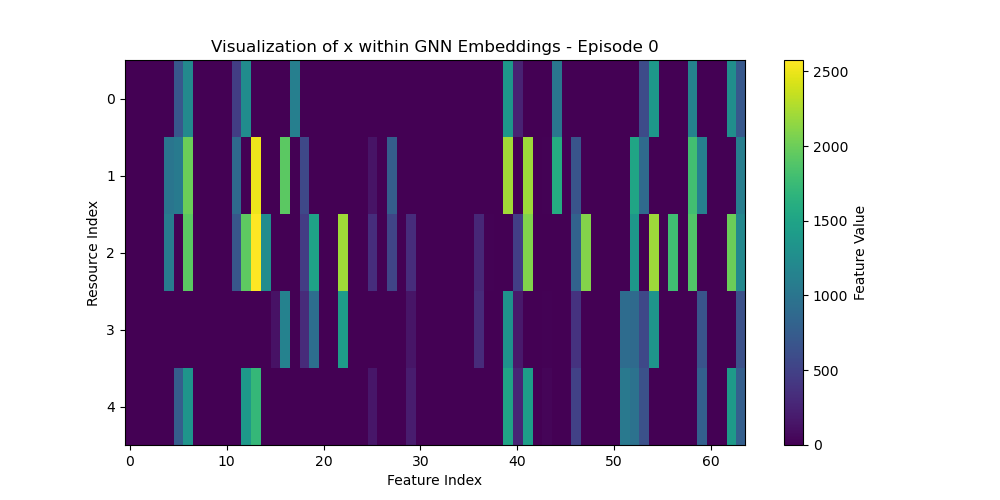 Visualization of x within GNN Embeddings - Episode 0
Resource Index
0
1
2
3
4
0 10 20 30 40 50 60
Feature Index
2500
2000
1500
1000
500
0
Feature Value